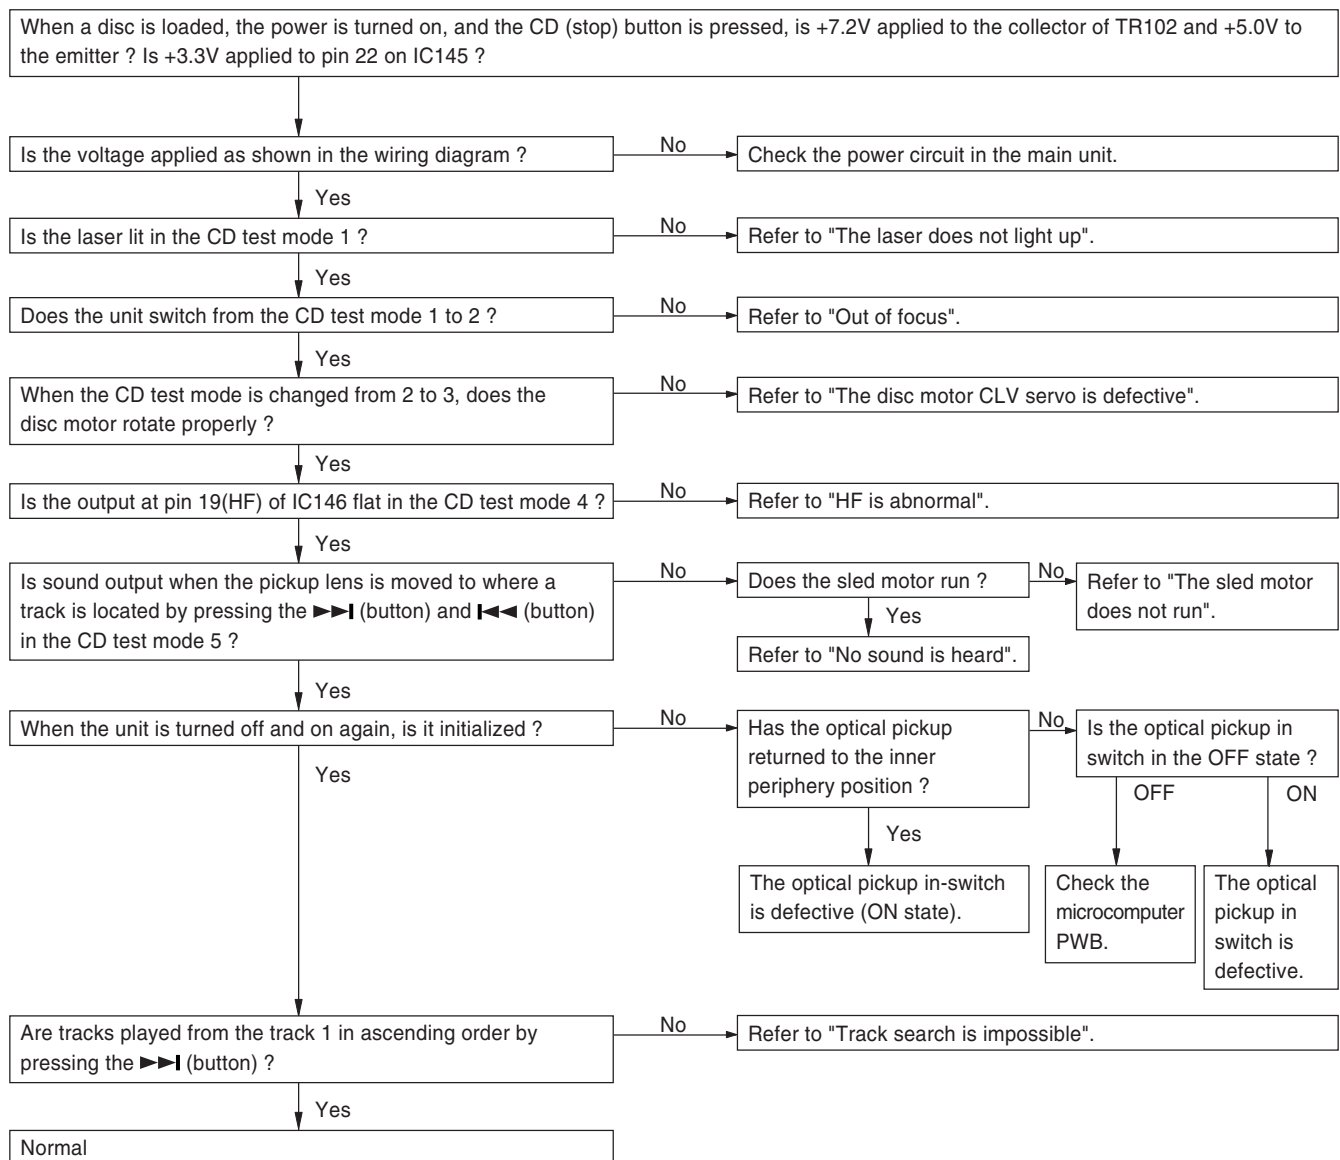 When a disc is loaded, the power is turned on, and the CD (stop) button is pressed, is +7.2V applied to the collector of TR102 and +5.0V to
the emitter ? Is +3.3V applied to pin 22 on IC145 ?
Is the voltage applied as shown in the wiring diagram ?
No
Check the power circuit in the main unit.
Yes
Is the laser lit in the CD test mode 1 ?
No
Refer to "The laser does not light up".
Yes
Does the unit switch from the CD test mode 1 to 2 ?
No
Refer to "Out of focus".
Yes
When the CD test mode is changed from 2 to 3, does the
disc motor rotate properly ?
No
Refer to "The disc motor CLV servo is defective".
Yes
Is the output at pin 19(HF) of IC146 flat in the CD test mode 4 ?
No
Refer to "HF is abnormal".
Yes
Is sound output when the pickup lens is moved to where a
track is located by pressing the ►►I (button) and I◄◄ (button)
in the CD test mode 5 ?
No
Does the sled motor run ?
No
Refer to "The sled motor
does not run".
Yes
Refer to "No sound is heard".
Yes
When the unit is turned off and on again, is it initialized ?
No
Has the optical pickup
returned to the inner
periphery position ?
No
Is the optical pickup in
switch in the OFF state ?
Yes
OFF
ON
Yes
The optical pickup in-switch
is defective (ON state).
Check the
microcomputer
PWB.
The optical
pickup in
switch is
defective.
Are tracks played from the track 1 in ascending order by
pressing the ►►I (button) ?
No
Refer to "Track search is impossible".
Yes
Normal